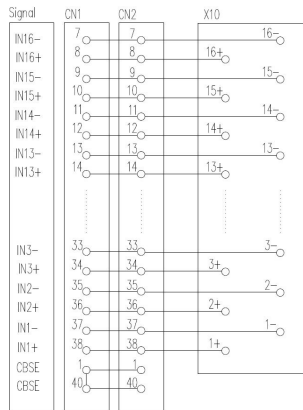 Signal CN1 CN2 X10
IN16- 7 7 16-
IN16+ 8 8 16+
IN15- 9 9 15-
IN15+ 10 10 15+
IN14- 11 11 14-
IN14+ 12 12 14+
IN13- 13 13 13-
IN13+ 14 14 13+
IN3- 33 33 3-
IN3+ 34 34 3+
IN2- 35 35 2-
IN2+ 36 36 2+
IN1- 37 37 1-
IN1+ 38 38 1+
CBSE 1 1
CBSE 40 40